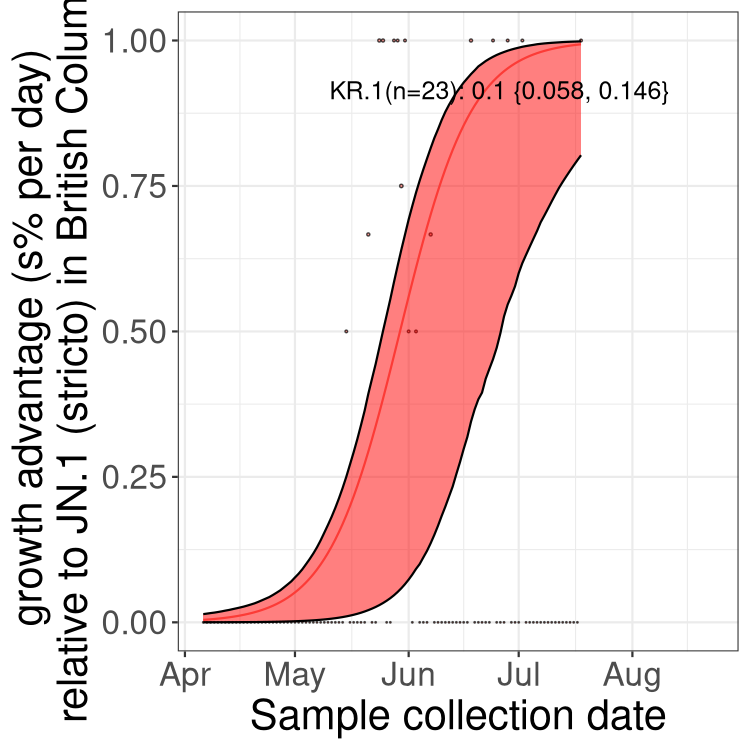 growth advantage (s% per day)
relative to JN.1 (stricto) in British Colum
1.00
0.75
0.50
0.25
0.00
KR.1(n=23): 0.1 {0.058, 0.146}
Apr May Jun Jul Aug
Sample collection date